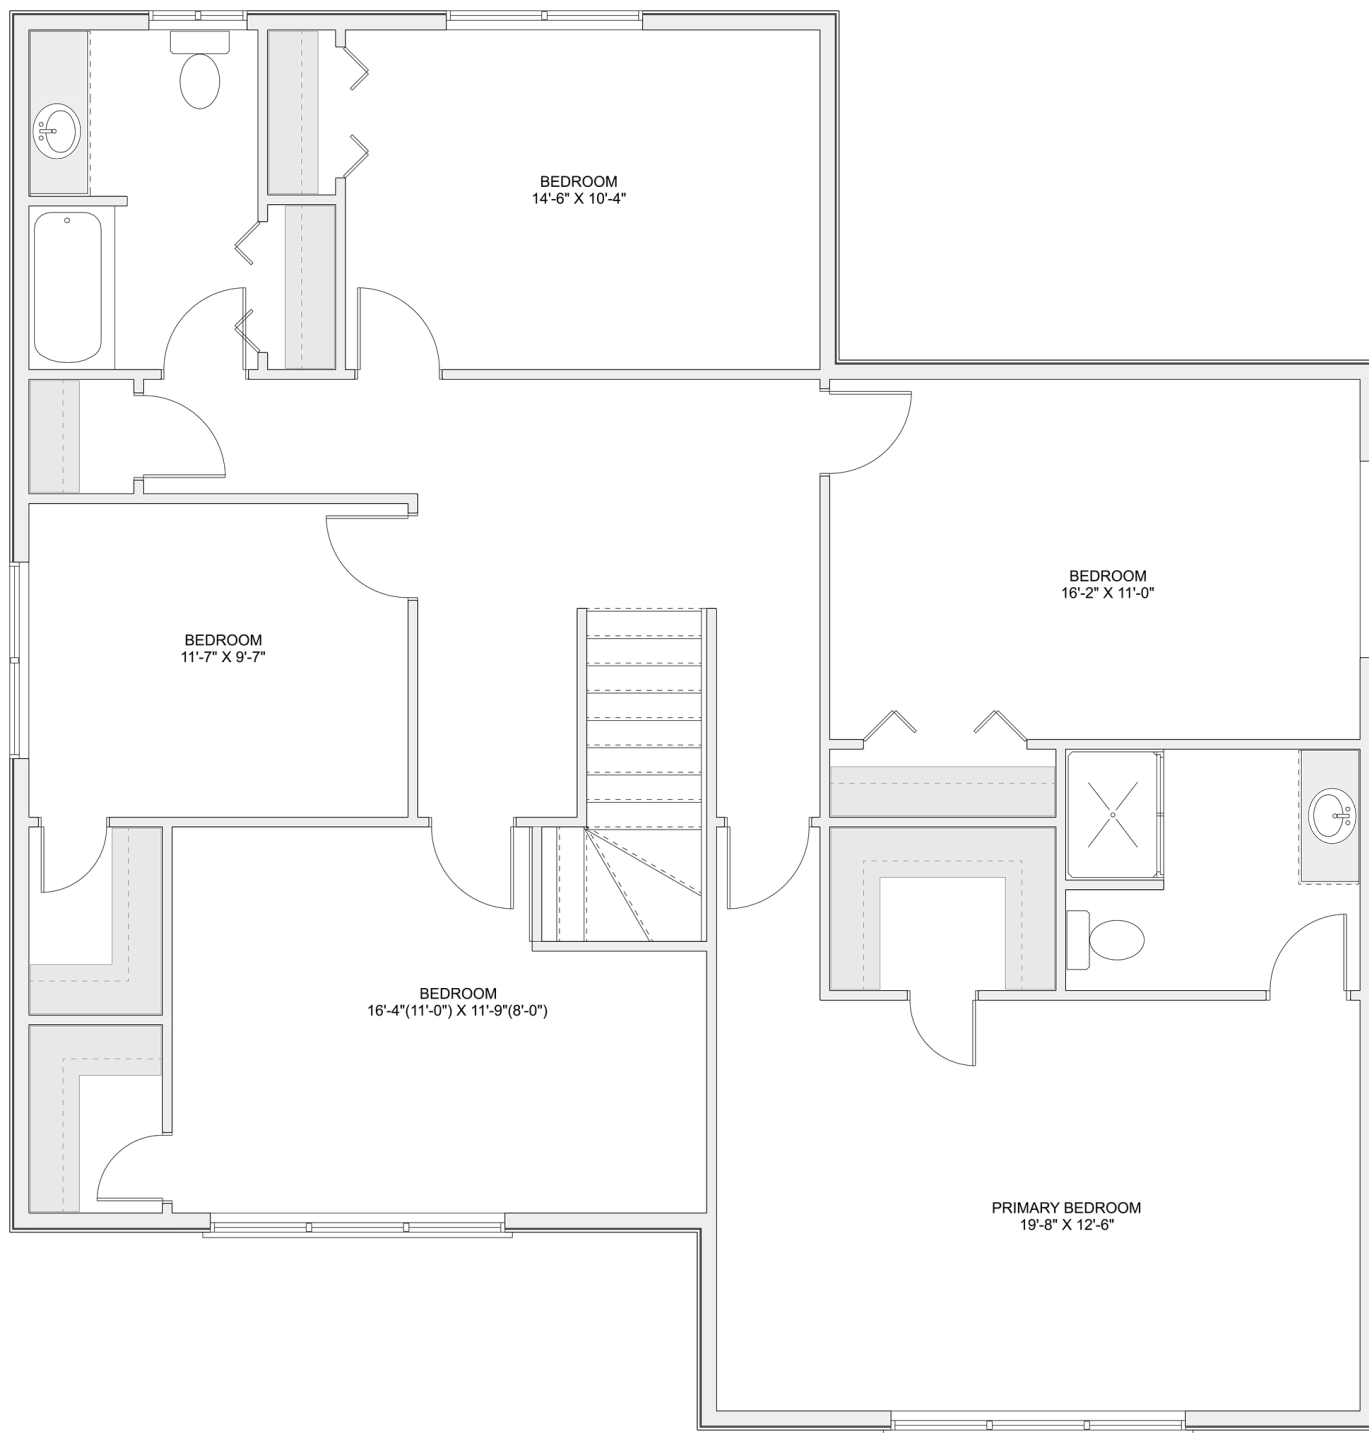 BEDROOM
14'-6" X 10'-4"
BEDROOM
16'-2" X 11'-0"
BEDROOM
11'-7" X 9'-7"
BEDROOM
16'-4"(11'-0") X 11'-9"(8'-0")
PRIMARY BEDROOM
19'-8" X 12'-6"